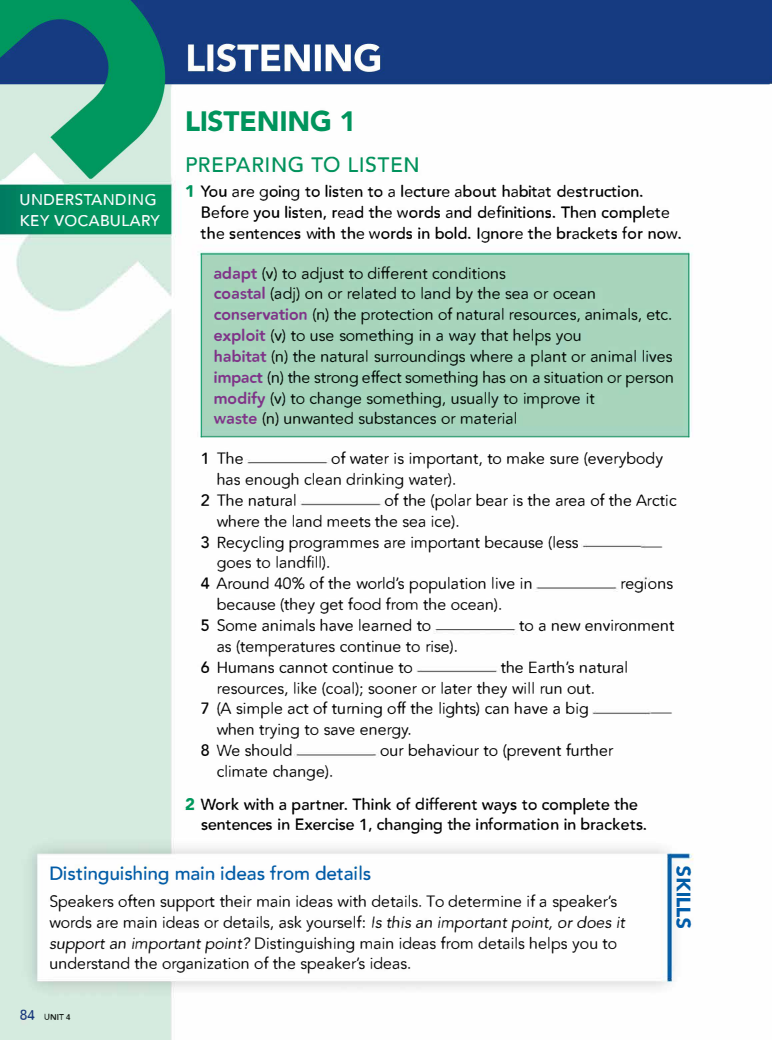 LISTENING
LISTENING 1
PREPARING TO LISTEN
UNDERSTANDING
KEY VOCABULARY
1 You are going to listen to a lecture about habitat destruction.
Before you listen, read the words and definitions. Then complete
the sentences with the words in bold. Ignore the brackets for now.
adapt (v) to adjust to different conditions
coastal (adj) on or related to land by the sea or ocean
conservation (n) the protection of natural resources, animals, etc.
exploit (v) to use something in a way that helps you
habitat (n) the natural surroundings where a plant or animal lives
impact (n) the strong effect something has on a situation or person
modify (v) to change something, usually to improve it
waste (n) unwanted substances or material
1 The __________ of water is important, to make sure (everybody
has enough clean drinking water).
2 The natural __________ of the (polar bear is the area of the Arctic
where the land meets the sea ice).
3 Recycling programmes are important because (less __________
goes to landfill).
4 Around 40% of the world's population live in __________ regions
because (they get food from the ocean).
5 Some animals have learned to __________ to a new environment
as (temperatures continue to rise).
6 Humans cannot continue to __________ the Earth's natural
resources, like (coal); sooner or later they will run out.
7 (A simple act of turning off the lights) can have a big __________
when trying to save energy.
8 We should __________ our behaviour to (prevent further
climate change).
2 Work with a partner. Think of different ways to complete the
sentences in Exercise 1, changing the information in brackets.
Distinguishing main ideas from details
Speakers often support their main ideas with details. To determine if a speaker's
words are main ideas or details, ask yourself: Is this an important point, or does it
support an important point? Distinguishing main ideas from details helps you to
understand the organization of the speaker's ideas.
SKILLS
84 UNIT 4